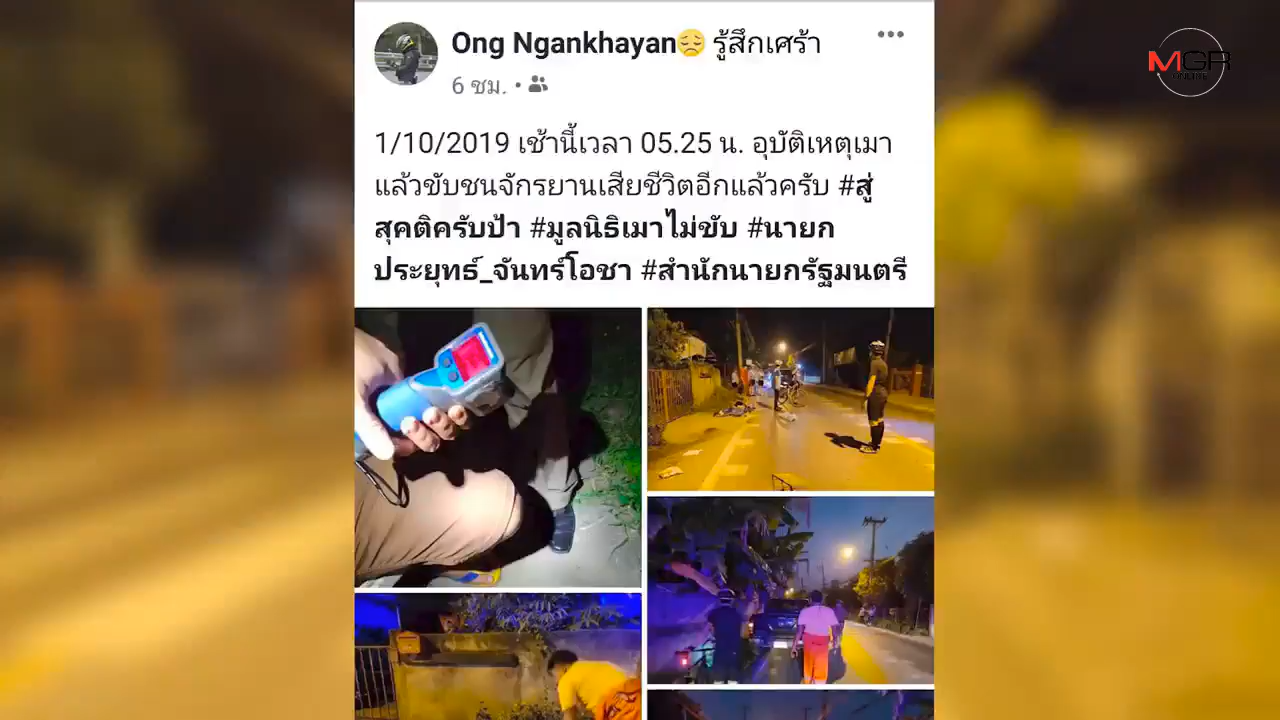 Ong Ngankhayan😞 รู้สึกเศร้า
6 ชม. •
1/10/2019 เช้านี้เวลา 05.25 น. อุบัติเหตุเมา
แล้วขับชนจักรยานเสียชีวิตอีกแล้วครับ #สู่
สุคติครับป้า #มูลนิธิเมาไม่ขับ #นายก
ประยุทธ์_จันทร์โอชา #สำนักนายกรัฐมนตรี
MGR
ONLINE